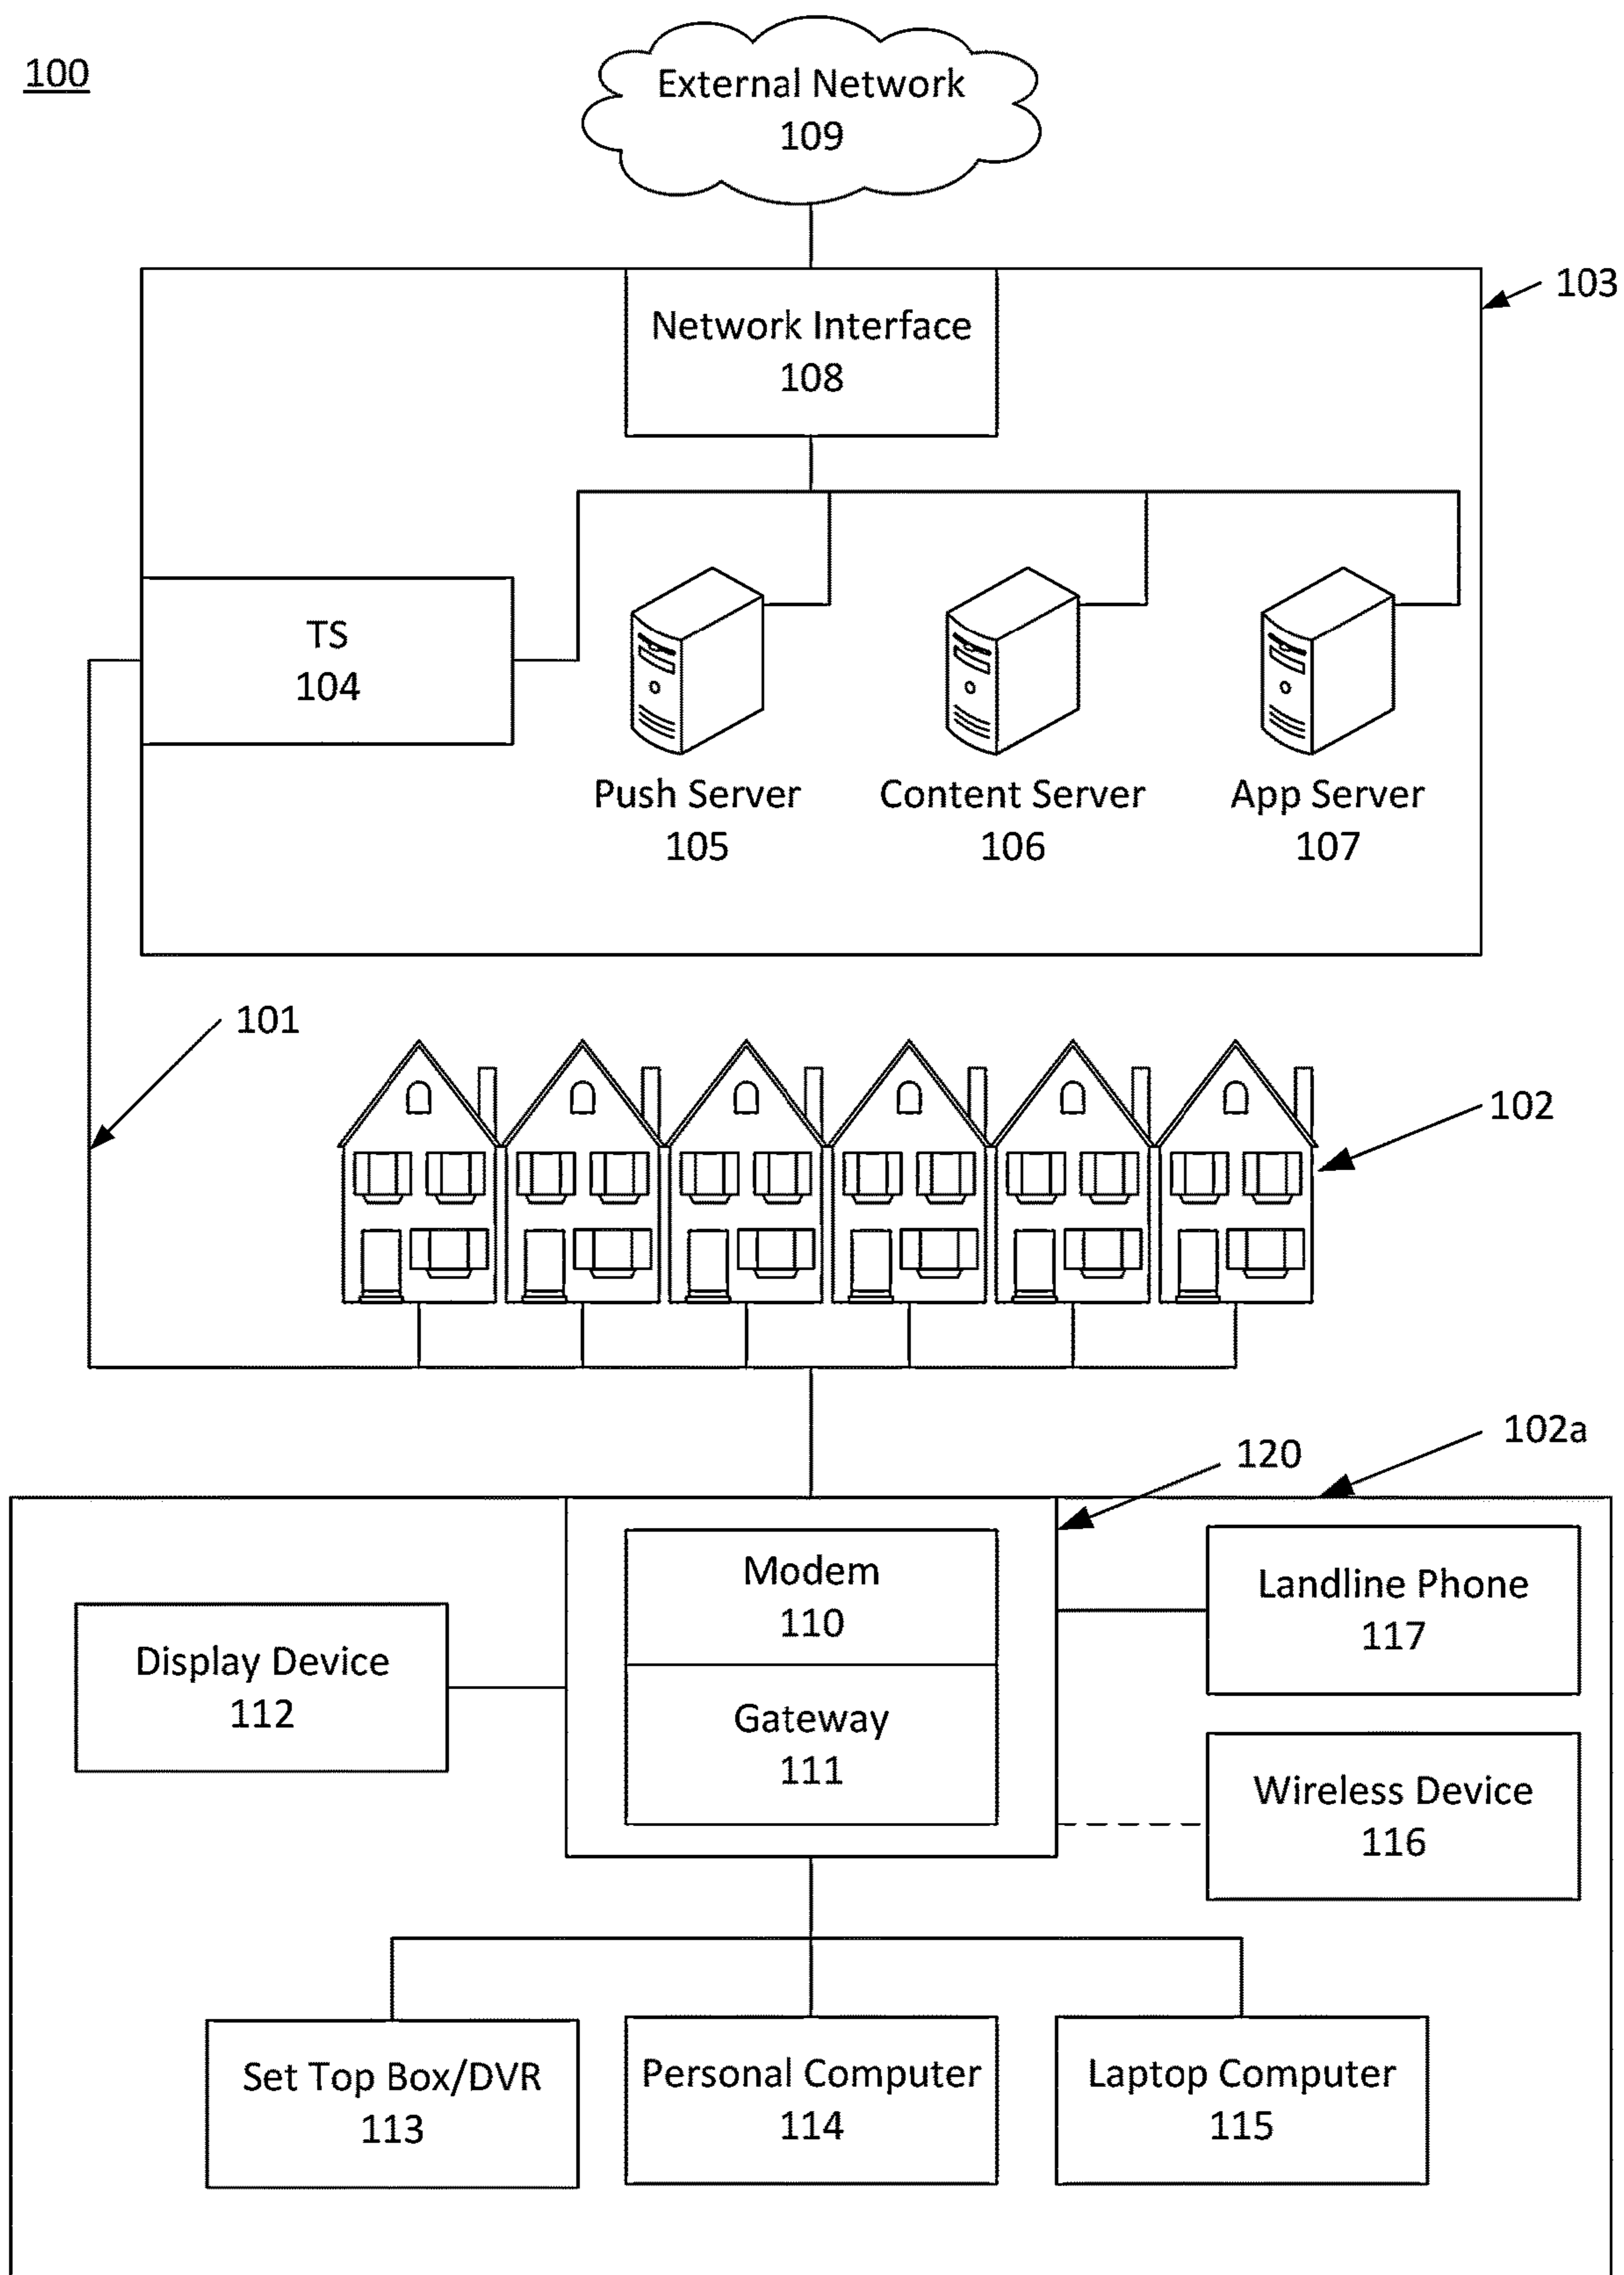 100
External Network
109
103
Network Interface
108
TS
104
Push Server
105
Content Server
106
App Server
107
101
102
102a
120
Modem
110
Landline Phone
117
Display Device
112
Gateway
111
Wireless Device
116
Set Top Box/DVR
113
Personal Computer
114
Laptop Computer
115